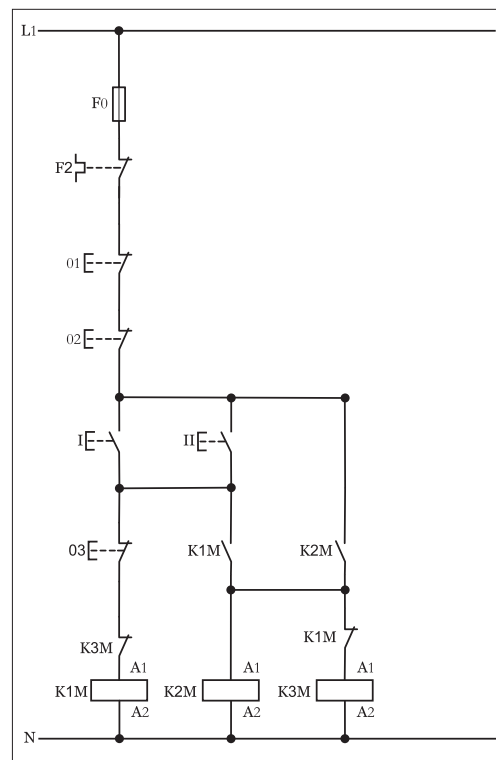 L1
F0
F2
01
02
I II
03 K1M K2M
K3M K1M
A1 A1 A1
K1M K2M K3M
A2 A2 A2
N